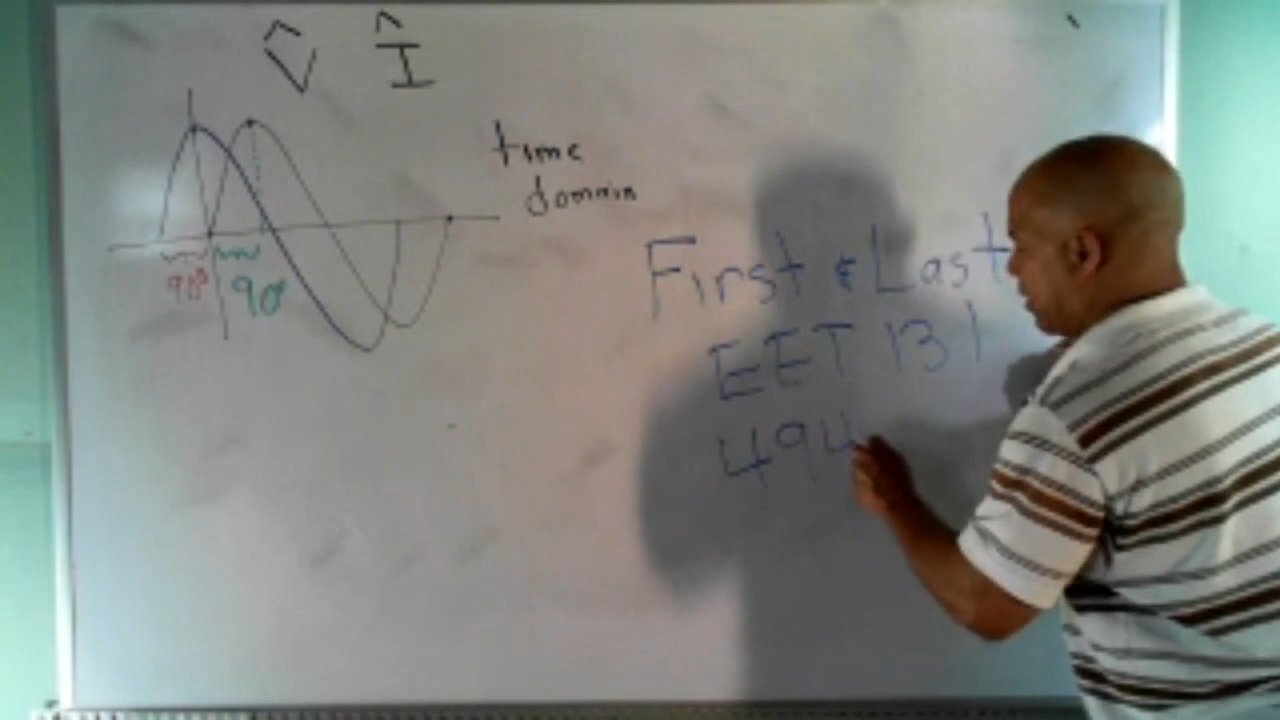 V̂ Î
time
domain
90° 90°
First & Last
EET 131
494